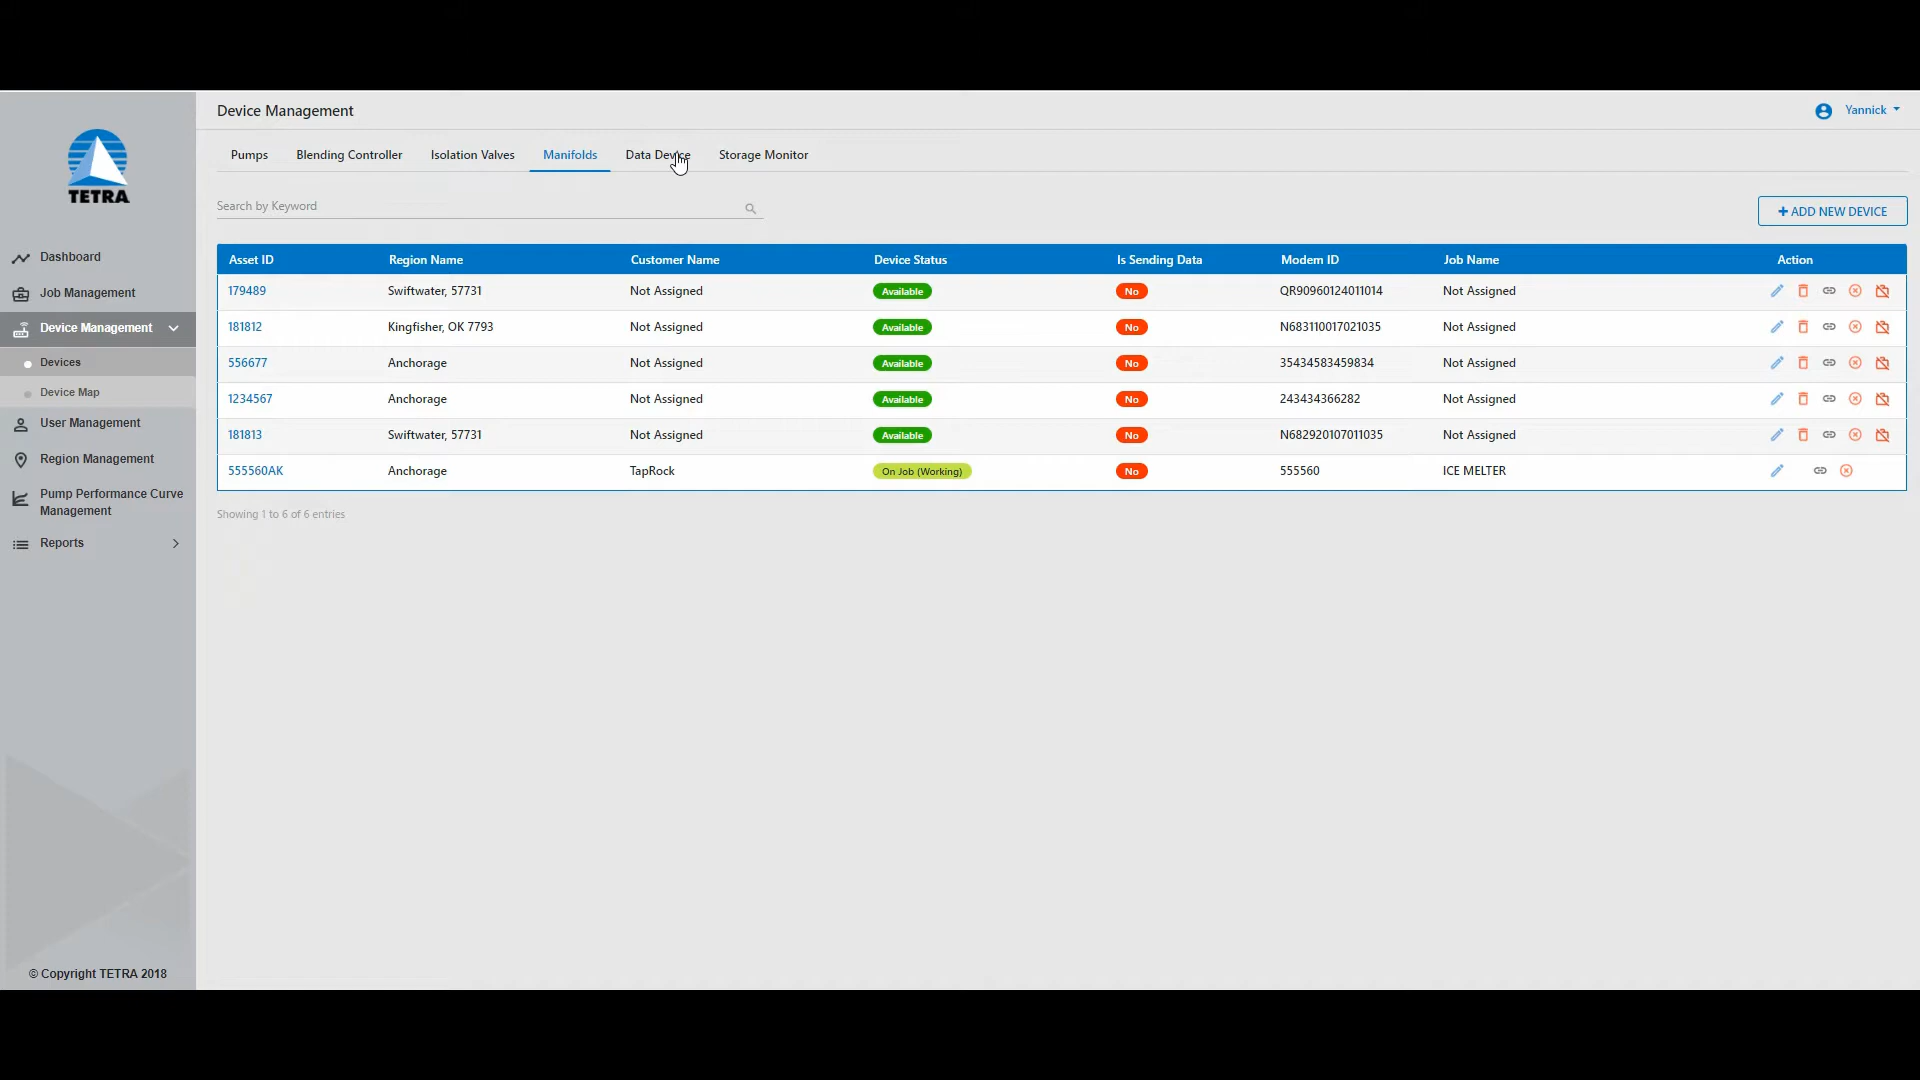 Device Management
Yannick
TETRA
Pumps Blending Controller Isolation Valves Manifolds Data Device Storage Monitor
Search by Keyword
+ ADD NEW DEVICE
Dashboard
Job Management
Device Management
Devices
Device Map
User Management
Region Management
Pump Performance Curve
Management
Reports
Asset ID Region Name Customer Name Device Status Is Sending Data Modem ID Job Name Action
179489 Swiftwater, 57731 Not Assigned Available No QR90960124011014 Not Assigned
181812 Kingfisher, OK 7793 Not Assigned Available No N683110017021035 Not Assigned
556677 Anchorage Not Assigned Available No 35434583459834 Not Assigned
1234567 Anchorage Not Assigned Available No 243434366282 Not Assigned
181813 Swiftwater, 57731 Not Assigned Available No N682920107011035 Not Assigned
555560AK Anchorage TapRock On Job (Working) No 555560 ICE MELTER
Showing 1 to 6 of 6 entries
© Copyright TETRA 2018